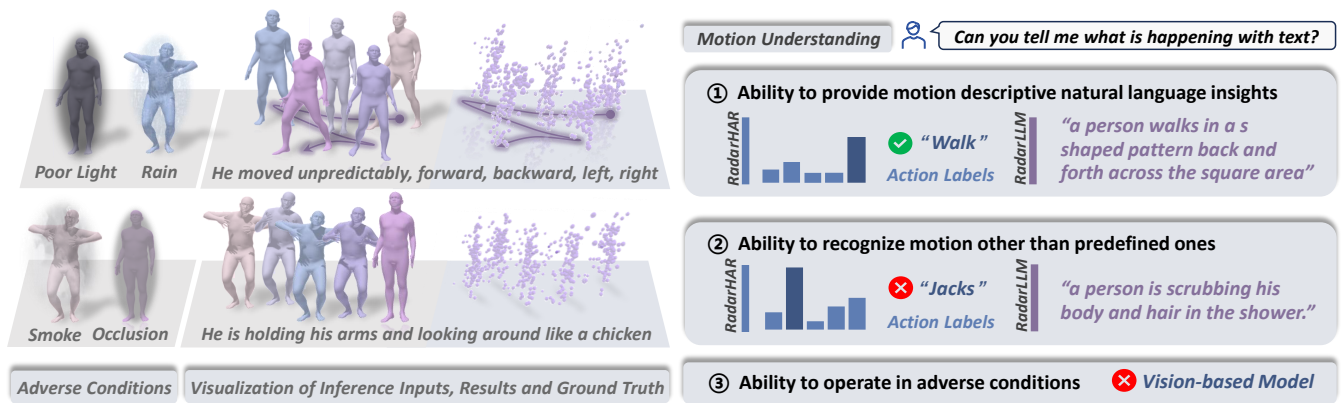 Poor Light
Rain
He moved unpredictably, forward, backward, left, right
Smoke
Occlusion
He is holding his arms and looking around like a chicken
Adverse Conditions
Visualization of Inference Inputs, Results and Ground Truth
Motion Understanding
Can you tell me what is happening with text?
① Ability to provide motion descriptive natural language insights
RadarHAR
“Walk”
Action Labels
RadarLLM
“a person walks in a s
shaped pattern back and
forth across the square area”
② Ability to recognize motion other than predefined ones
RadarHAR
“Jacks”
Action Labels
RadarLLM
“a person is scrubbing his
body and hair in the shower.”
③ Ability to operate in adverse conditions
Vision-based Model